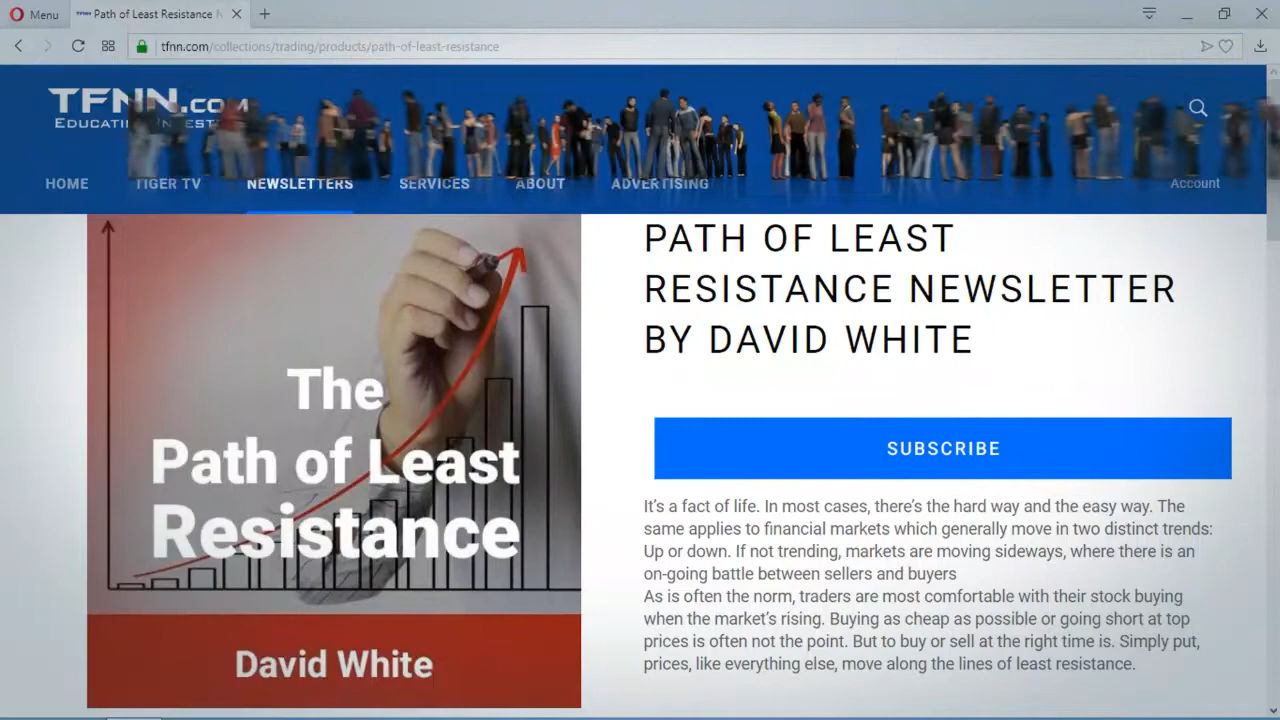 Menu
Path of Least Resistance
tfnn.com/collections/trading/products/path-of-least-resistance
TFNN.COM
HOME
TIGER TV
NEWSLETTERS
SERVICES
ABOUT
ADVERTISING
Account
The
Path of Least
Resistance
David White
PATH OF LEAST
RESISTANCE NEWSLETTER
BY DAVID WHITE
SUBSCRIBE
It's a fact of life. In most cases, there's the hard way and the easy way. The
same applies to financial markets which generally move in two distinct trends:
Up or down. If not trending, markets are moving sideways, where there is an
on-going battle between sellers and buyers
As is often the norm, traders are most comfortable with their stock buying
when the market's rising. Buying as cheap as possible or going short at top
prices is often not the point. But to buy or sell at the right time is. Simply put,
prices, like everything else, move along the lines of least resistance.